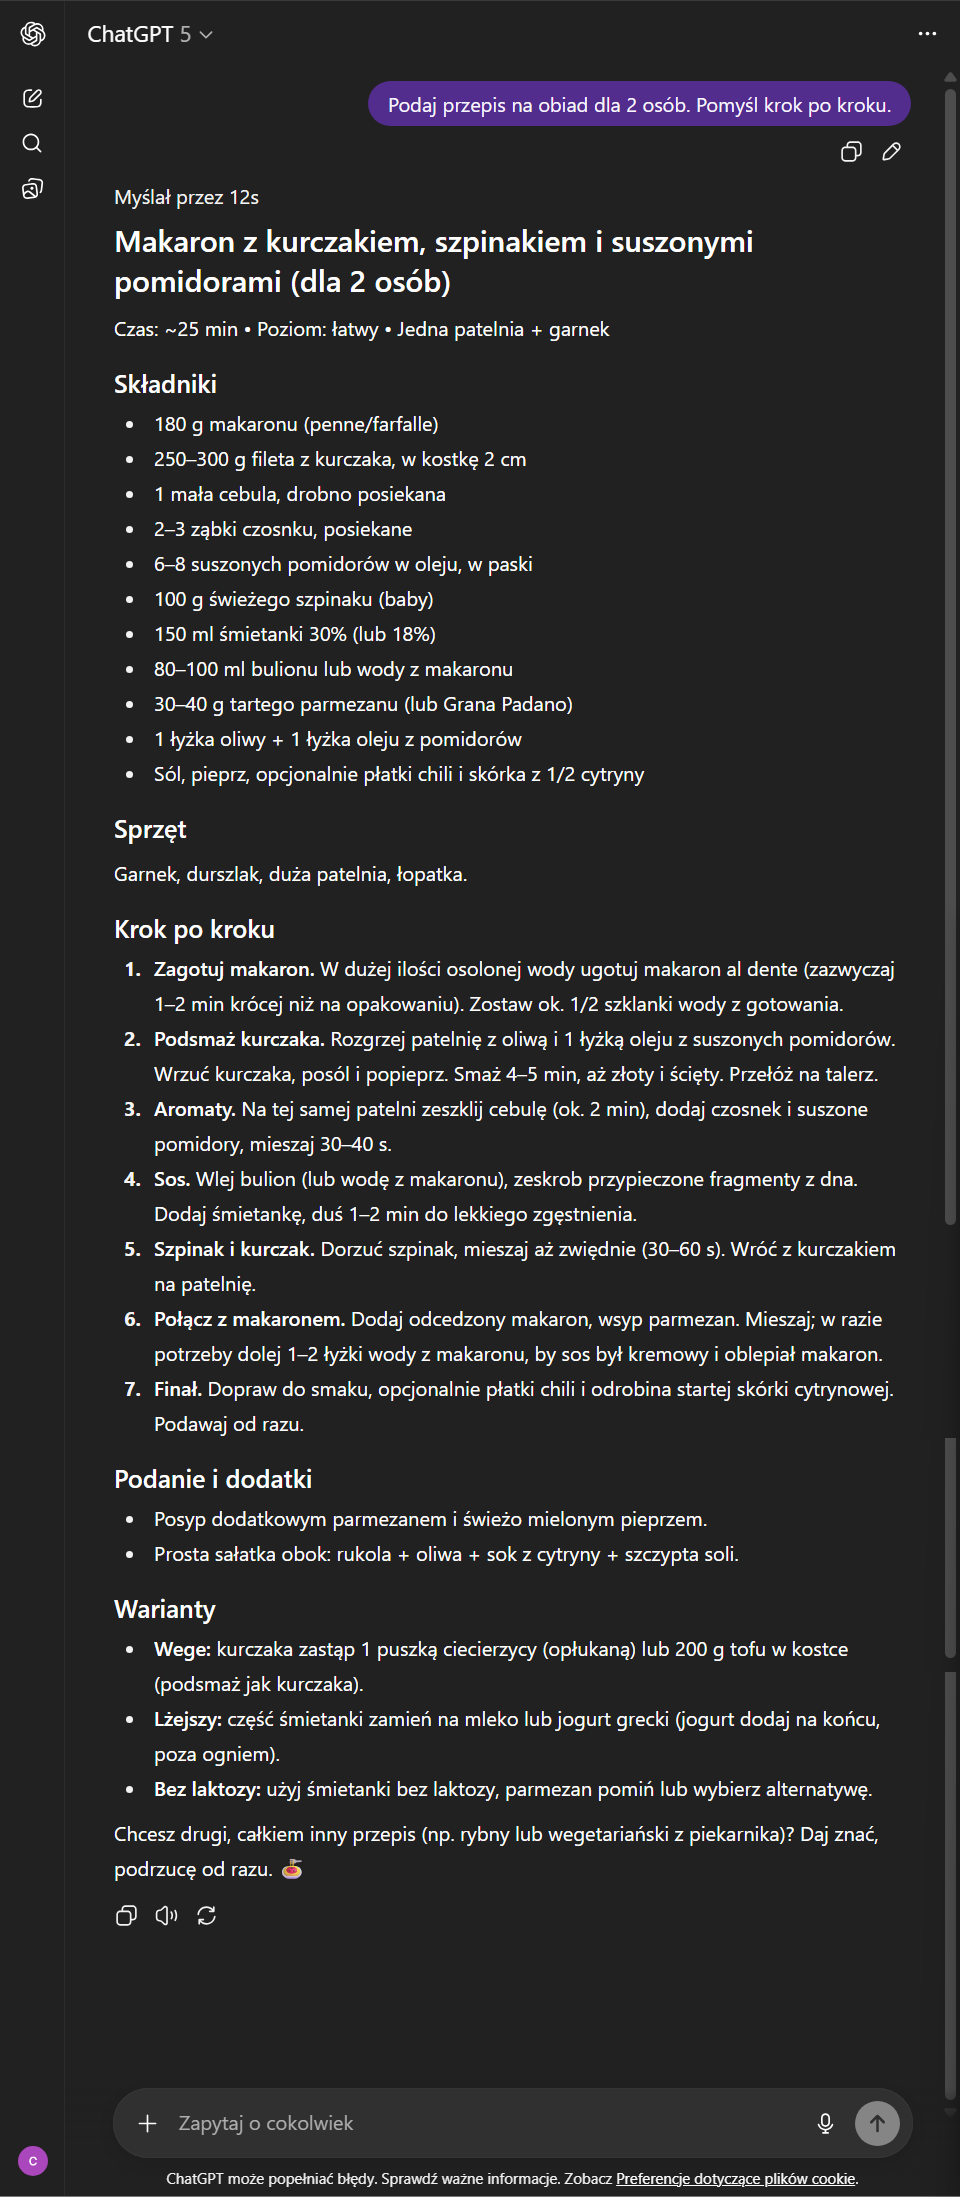 ChatGPT 5
Podaj przepis na obiad dla 2 osób. Pomyśl krok po kroku.
Myślał przez 12s
Makaron z kurczakiem, szpinakiem i suszonymi
pomidorami (dla 2 osób)
Czas: ~25 min • Poziom: łatwy • Jedna patelnia + garnek
Składniki
• 180 g makaronu (penne/farfalle)
• 250–300 g fileta z kurczaka, w kostkę 2 cm
• 1 mała cebula, drobno posiekana
• 2–3 ząbki czosnku, posiekane
• 6–8 suszonych pomidorów w oleju, w paski
• 100 g świeżego szpinaku (baby)
• 150 ml śmietanki 30% (lub 18%)
• 80–100 ml bulionu lub wody z makaronu
• 30–40 g tartego parmezanu (lub Grana Padano)
• 1 łyżka oliwy + 1 łyżka oleju z pomidorów
• Sól, pieprz, opcjonalnie płatki chili i skórka z 1/2 cytryny
Sprzęt
Garnek, durszlak, duża patelnia, łopatka.
Krok po kroku
1. Zagotuj makaron. W dużej ilości osolonej wody ugotuj makaron al dente (zazwyczaj
1–2 min krócej niż na opakowaniu). Zostaw ok. 1/2 szklanki wody z gotowania.
2. Podsmaż kurczaka. Rozgrzej patelnię z oliwą i 1 łyżką oleju z suszonych pomidorów.
Wrzuć kurczaka, posól i popieprz. Smaż 4–5 min, aż złoty i ścięty. Przełóż na talerz.
3. Aromaty. Na tej samej patelni zeszklij cebulę (ok. 2 min), dodaj czosnek i suszone
pomidory, mieszaj 30–40 s.
4. Sos. Wlej bulion (lub wodę z makaronu), zeskrob przypieczone fragmenty z dna.
Dodaj śmietankę, duś 1–2 min do lekkiego zgęstnienia.
5. Szpinak i kurczak. Dorzuć szpinak, mieszaj aż zwiędnie (30–60 s). Wróć z kurczakiem
na patelnię.
6. Połącz z makaronem. Dodaj odcedzony makaron, wsyp parmezan. Mieszaj; w razie
potrzeby dolej 1–2 łyżki wody z makaronu, by sos był kremowy i oblepiał makaron.
7. Finał. Dopraw do smaku, opcjonalnie płatki chili i odrobina startej skórki cytrynowej.
Podawaj od razu.
Podanie i dodatki
• Posyp dodatkowym parmezanem i świeżo mielonym pieprzem.
• Prosta sałatka obok: rukola + oliwa + sok z cytryny + szczypta soli.
Warianty
• Wege: kurczaka zastąp 1 puszką ciecierzycy (opłukaną) lub 200 g tofu w kostce
(podsmaż jak kurczaka).
• Lżejszy: część śmietanki zamień na mleko lub jogurt grecki (jogurt dodaj na końcu,
poza ogniem).
• Bez laktozy: użyj śmietanki bez laktozy, parmezan pomiń lub wybierz alternatywę.
Chcesz drugi, całkiem inny przepis (np. rybny lub wegetariański z piekarnika)? Daj znać,
podrzucę od razu. 🍝
Zapytaj o cokolwiek
C
ChatGPT może popełniać błędy. Sprawdź ważne informacje. Zobacz Preferencje dotyczące plików cookie.